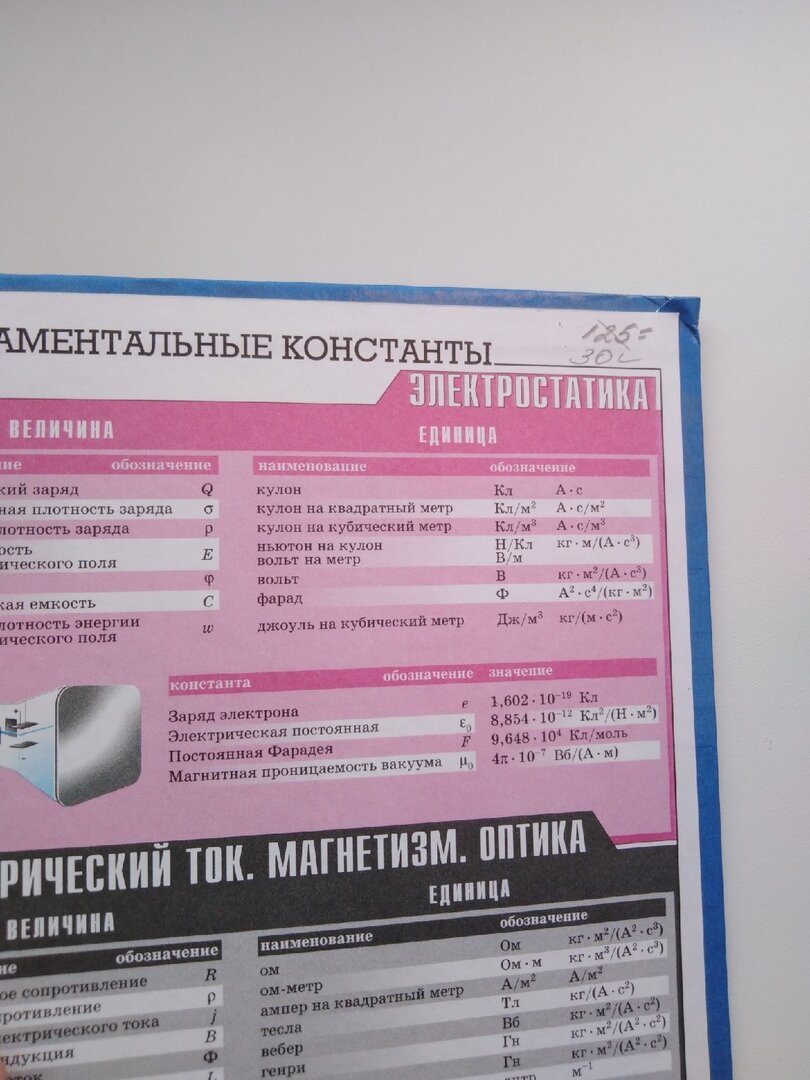 АМЕНТАЛЬНЫЕ КОНСТАНТЫ
125=
ЭЛЕКТРОСТАТИКА
ВЕЛИЧИНА ЕДИНИЦА
ние обозначение наименование обозначение
кий заряд Q кулон Кл А · с
ная плотность заряда σ кулон на квадратный метр Кл/м² А · с/м²
лотность заряда ρ кулон на кубический метр Кл/м³ А · с/м³
ость E ньютон на кулон Н/Кл кг · м/(А · с³)
ического поля вольт на метр В/м
φ вольт В кг · м²/(А · с³)
кая емкость C фарад Ф А² · с⁴/(кг · м²)
лотность энергии w джоуль на кубический метр Дж/м³ кг/(м · с²)
ического поля
константа обозначение значение
Заряд электрона e 1,602 · 10⁻¹⁹ Кл
Электрическая постоянная ε₀ 8,854 · 10⁻¹² Кл²/(Н · м²)
Постоянная Фарадея F 9,648 · 10⁴ Кл/моль
Магнитная проницаемость вакуума μ₀ 4π · 10⁻⁷ Вб/(А · м)
РИЧЕСКИЙ ТОК. МАГНЕТИЗМ. ОПТИКА
ВЕЛИЧИНА ЕДИНИЦА
ие обозначение наименование обозначение
ое сопротивление R ом Ом кг · м²/(А² · с³)
ротивление ρ ом-метр Ом · м кг · м³/(А² · с³)
ектрического тока j ампер на квадратный метр А/м² А/м²
ндукция B тесла Тл кг/(А · с²)
ток Ф вебер Вб кг · м²/(А · с²)
L генри Гн кг · м²/(А² · с²)
Гн кг · м²/(А² · с²)
м⁻¹